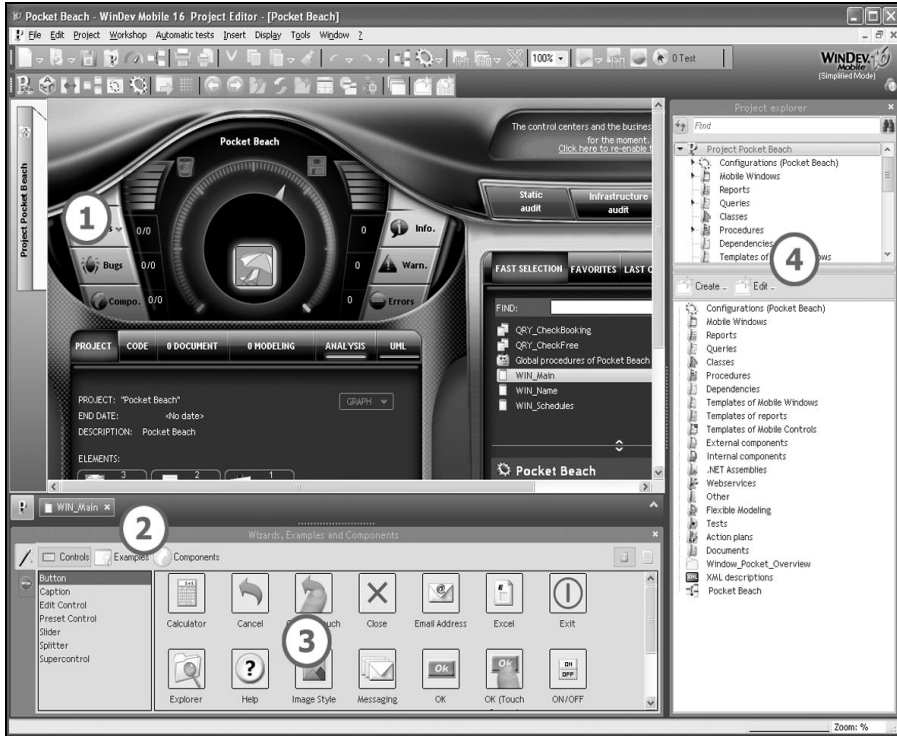 Pocket Beach - WinDev Mobile 16 Project Editor - [Pocket Beach]
File Edit Project Workshop Automatic tests Insert Display Tools Window ?
100%
0 Test
WINDEV 16
Mobile
(Simplified Mode)
Project Pocket Beach
Pocket Beach
The control centers and the busines
for the moment.
Click here to re-enable t
Static
audit
Infrastructure
audit
1
0/0
0
Info.
Bugs 0/0
0
Warn.
Compo. 0/0
0
Errors
PROJECT CODE 0 DOCUMENT 0 MODELING ANALYSIS UML
PROJECT: "Pocket Beach"
GRAPH
END DATE: <No date>
DESCRIPTION: Pocket Beach
ELEMENTS:
3 2 1
FAST SELECTION FAVORITES LAST
FIND:
QRY_CheckBooking
QRY_CheckFree
Global procedures of Pocket Beach
WIN_Main
WIN_Name
WIN_Schedules
Pocket Beach
WIN_Main
2
Wizards, Examples and Components
Controls Examples Components
Button
Caption
Edit Control
Preset Control
Slider
Splitter
Supercontrol
Calculator
Cancel
Close
Email Address
Excel
Exit
3
Explorer
Help
Image Style
Messaging
OK
OK (Touch
ON/OFF
Project explorer
Find
Project Pocket Beach
Configurations (Pocket Beach)
Mobile Windows
Reports
Queries
Classes
Procedures
Dependencies
Templates of
4
Create
Edit
Configurations (Pocket Beach)
Mobile Windows
Reports
Queries
Classes
Procedures
Dependencies
Templates of Mobile Windows
Templates of reports
Templates of Mobile Controls
External components
Internal components
.NET Assemblies
Webservices
Other
Flexible Modeling
Tests
Action plans
Documents
Window_Pocket_Overview
XML descriptions
Pocket Beach
Zoom: %